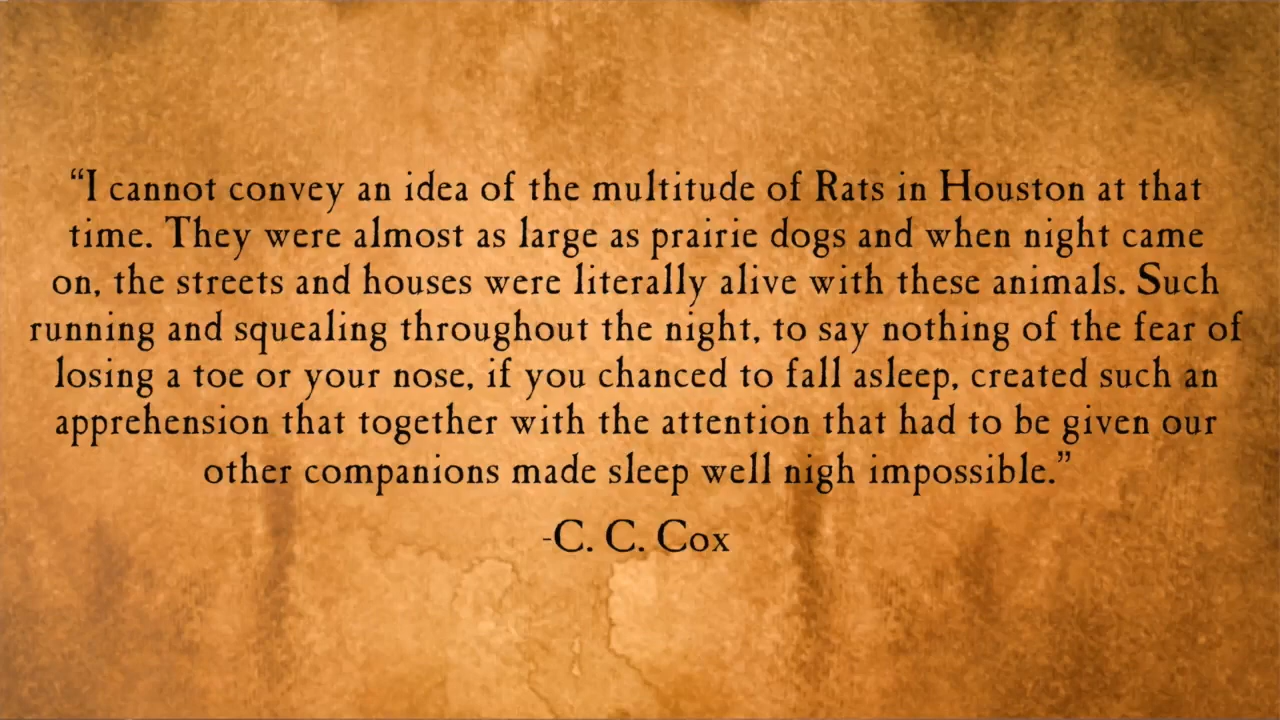 “I cannot convey an idea of the multitude of Rats in Houston at that
time. They were almost as large as prairie dogs and when night came
on, the streets and houses were literally alive with these animals. Such
running and squealing throughout the night, to say nothing of the fear of
losing a toe or your nose, if you chanced to fall asleep, created such an
apprehension that together with the attention that had to be given our
other companions made sleep well nigh impossible.”
-C. C. Cox